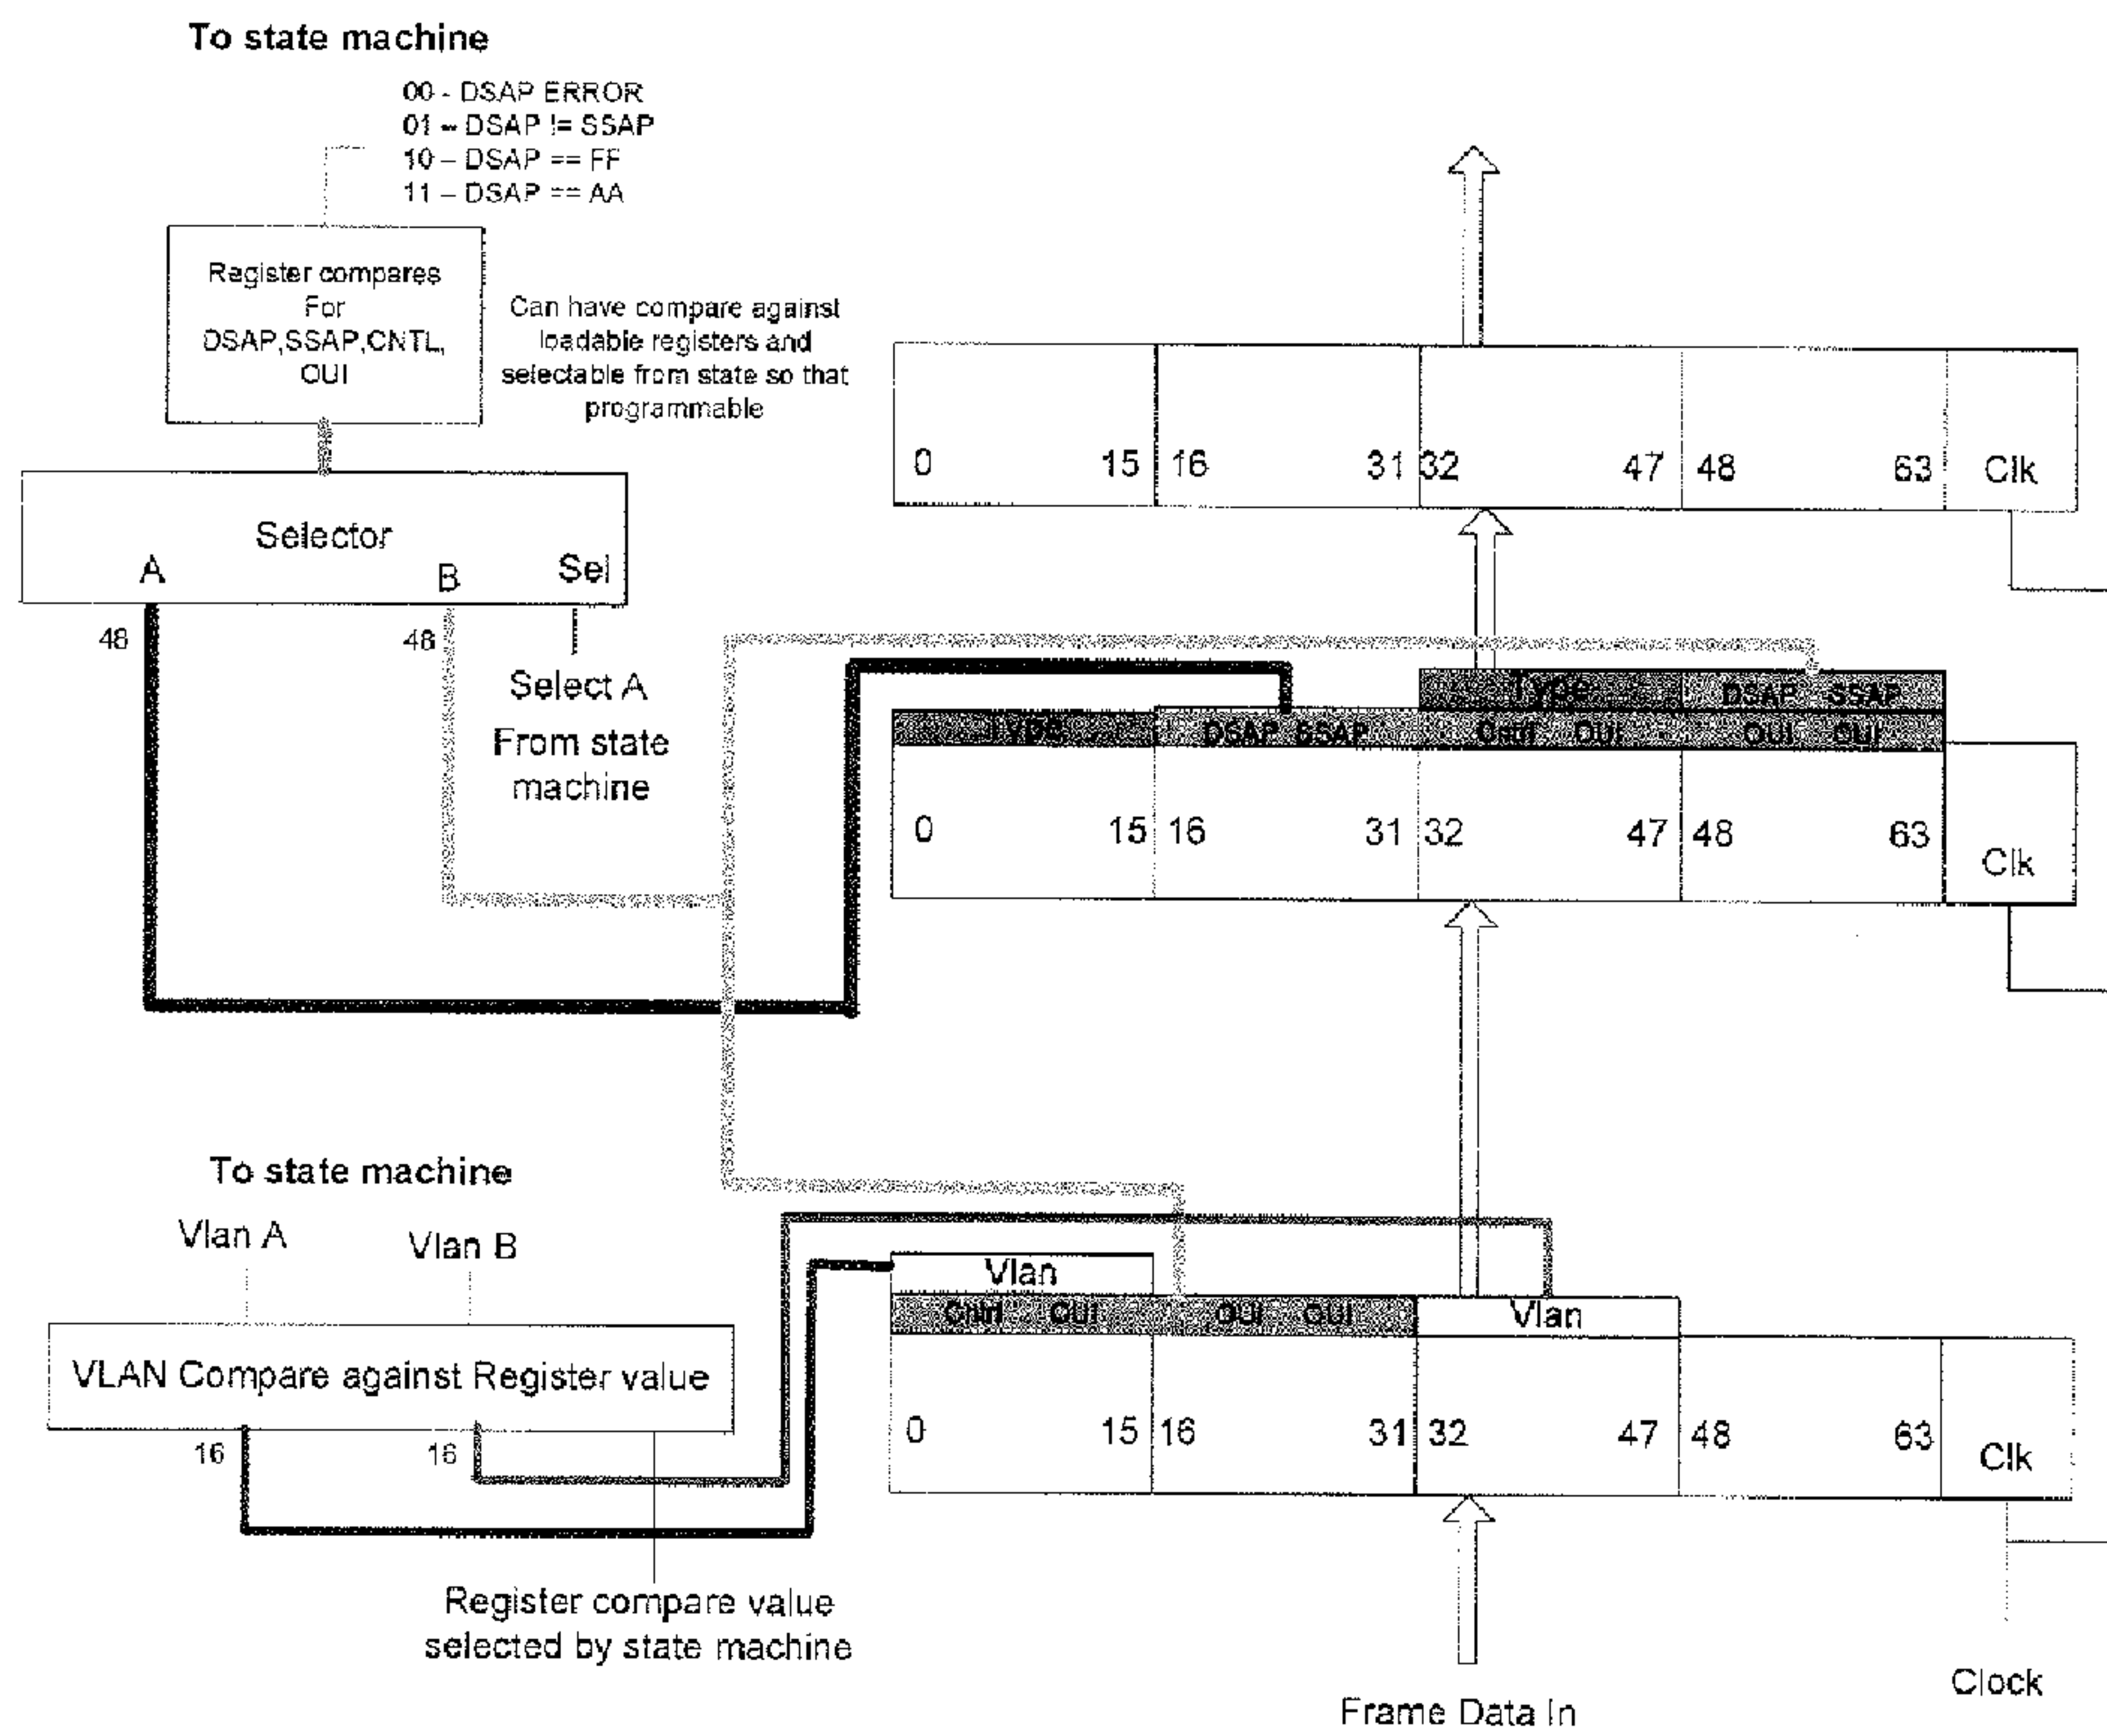 To state machine
00 - DSAP ERROR
01 – DSAP != SSAP
10 – DSAP == FF
11 – DSAP == AA
Register compares
For
DSAP,SSAP,CNTL,
OUI
Can have compare against
loadable registers and
selectable from state so that
programmable
0 15 16 31 32 47 48 63 Clk
Selector
A B Sel
48 48
Select A
From state
machine
Type DSAP SSAP
Type DSAP SSAP Cntrl OUI OUI OUI
0 15 16 31 32 47 48 63 Clk
To state machine
Vlan A Vlan B
Vlan
Cntrl OUI OUI OUI Vlan
VLAN Compare against Register value
0 15 16 31 32 47 48 63 Clk
16 16
Register compare value
selected by state machine
Frame Data In
Clock